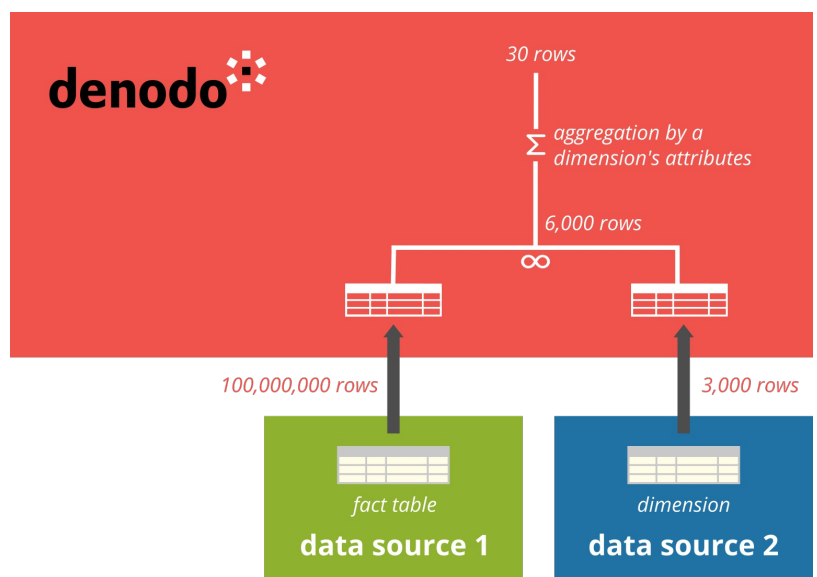 denodo
30 rows
Σ
aggregation by a
dimension's attributes
6,000 rows
∞
100,000,000 rows
3,000 rows
fact table
data source 1
dimension
data source 2